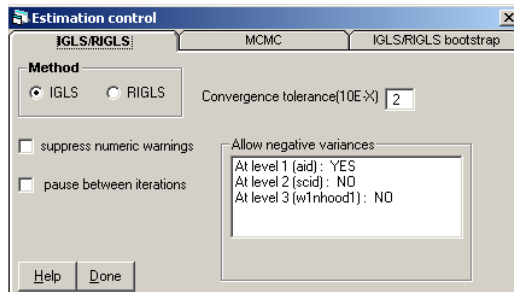 Estimation control
IGLS/RIGLS MCMC IGLS/RIGLS bootstrap
Method
IGLS RIGLS
Convergence tolerance(10E-X) 2
suppress numeric warnings
pause between iterations
Allow negative variances
At level 1 (aid) : YES
At level 2 (scid) : NO
At level 3 (w1nhood1) : NO
Help Done